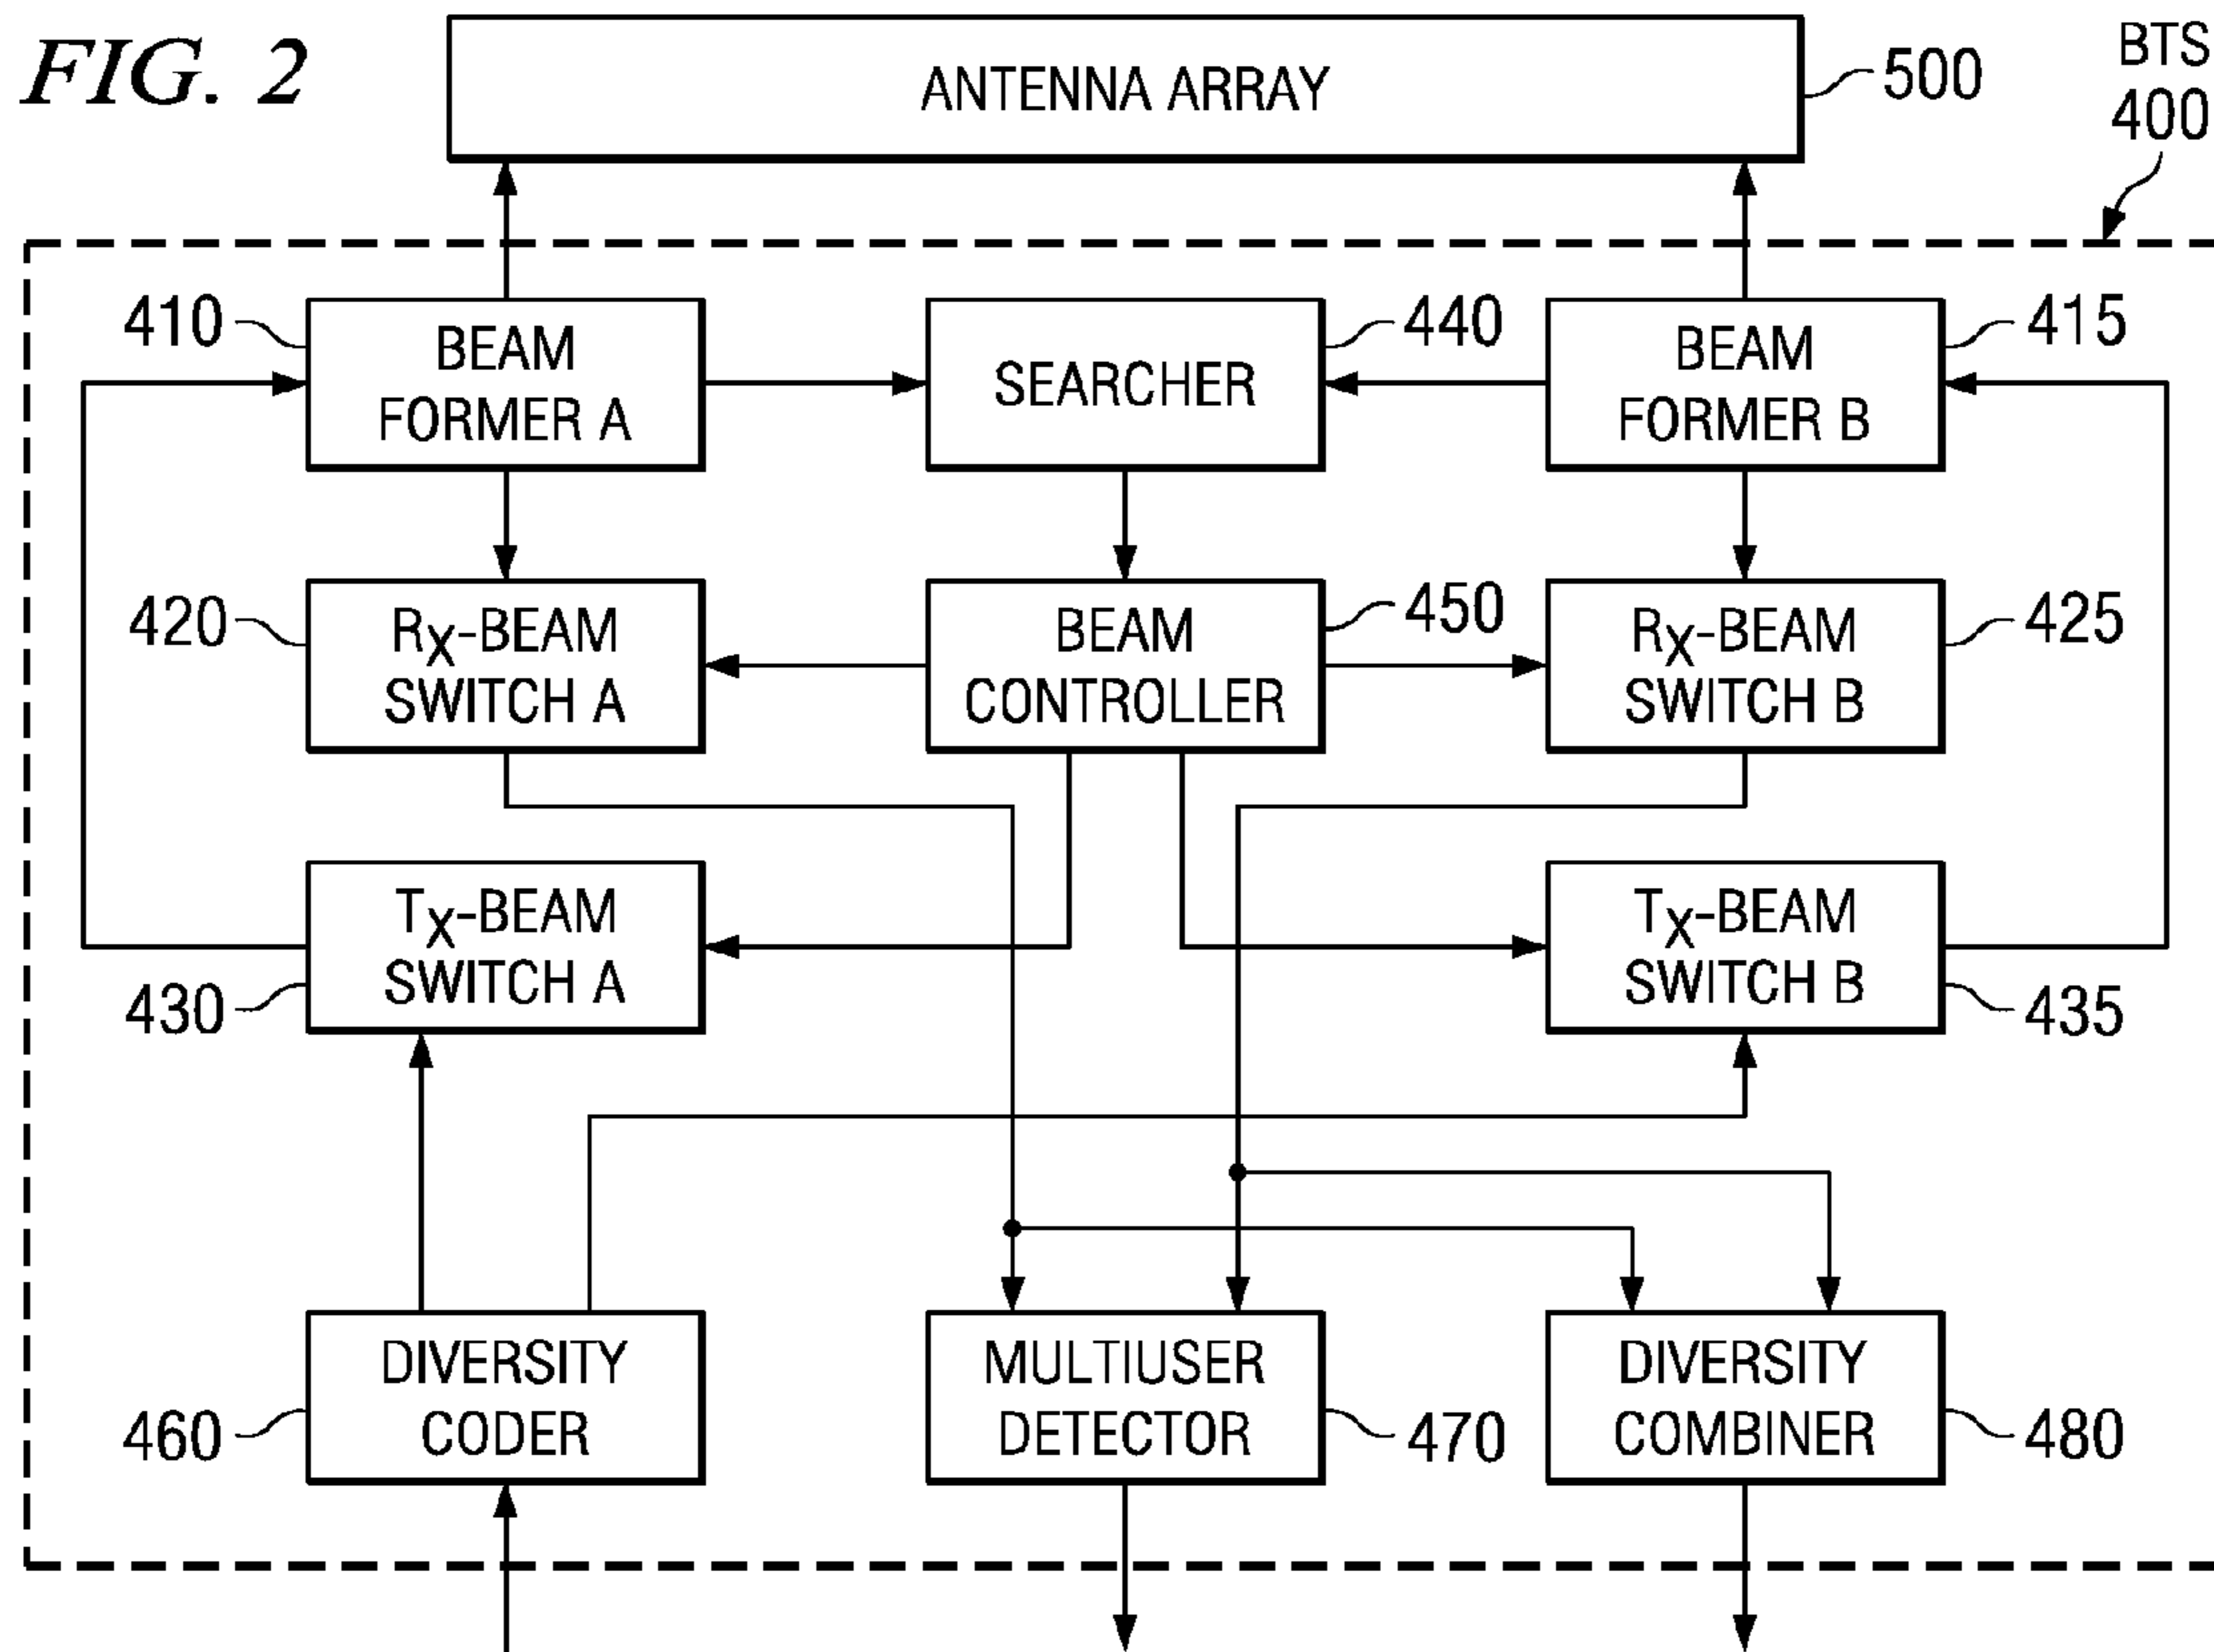 FIG. 2
ANTENNA ARRAY
500
BTS
400
410
BEAM
FORMER A
SEARCHER
440
BEAM
FORMER B
415
420
RX-BEAM
SWITCH A
BEAM
CONTROLLER
450
RX-BEAM
SWITCH B
425
TX-BEAM
SWITCH A
430
TX-BEAM
SWITCH B
435
DIVERSITY
CODER
460
MULTIUSER
DETECTOR
470
DIVERSITY
COMBINER
480